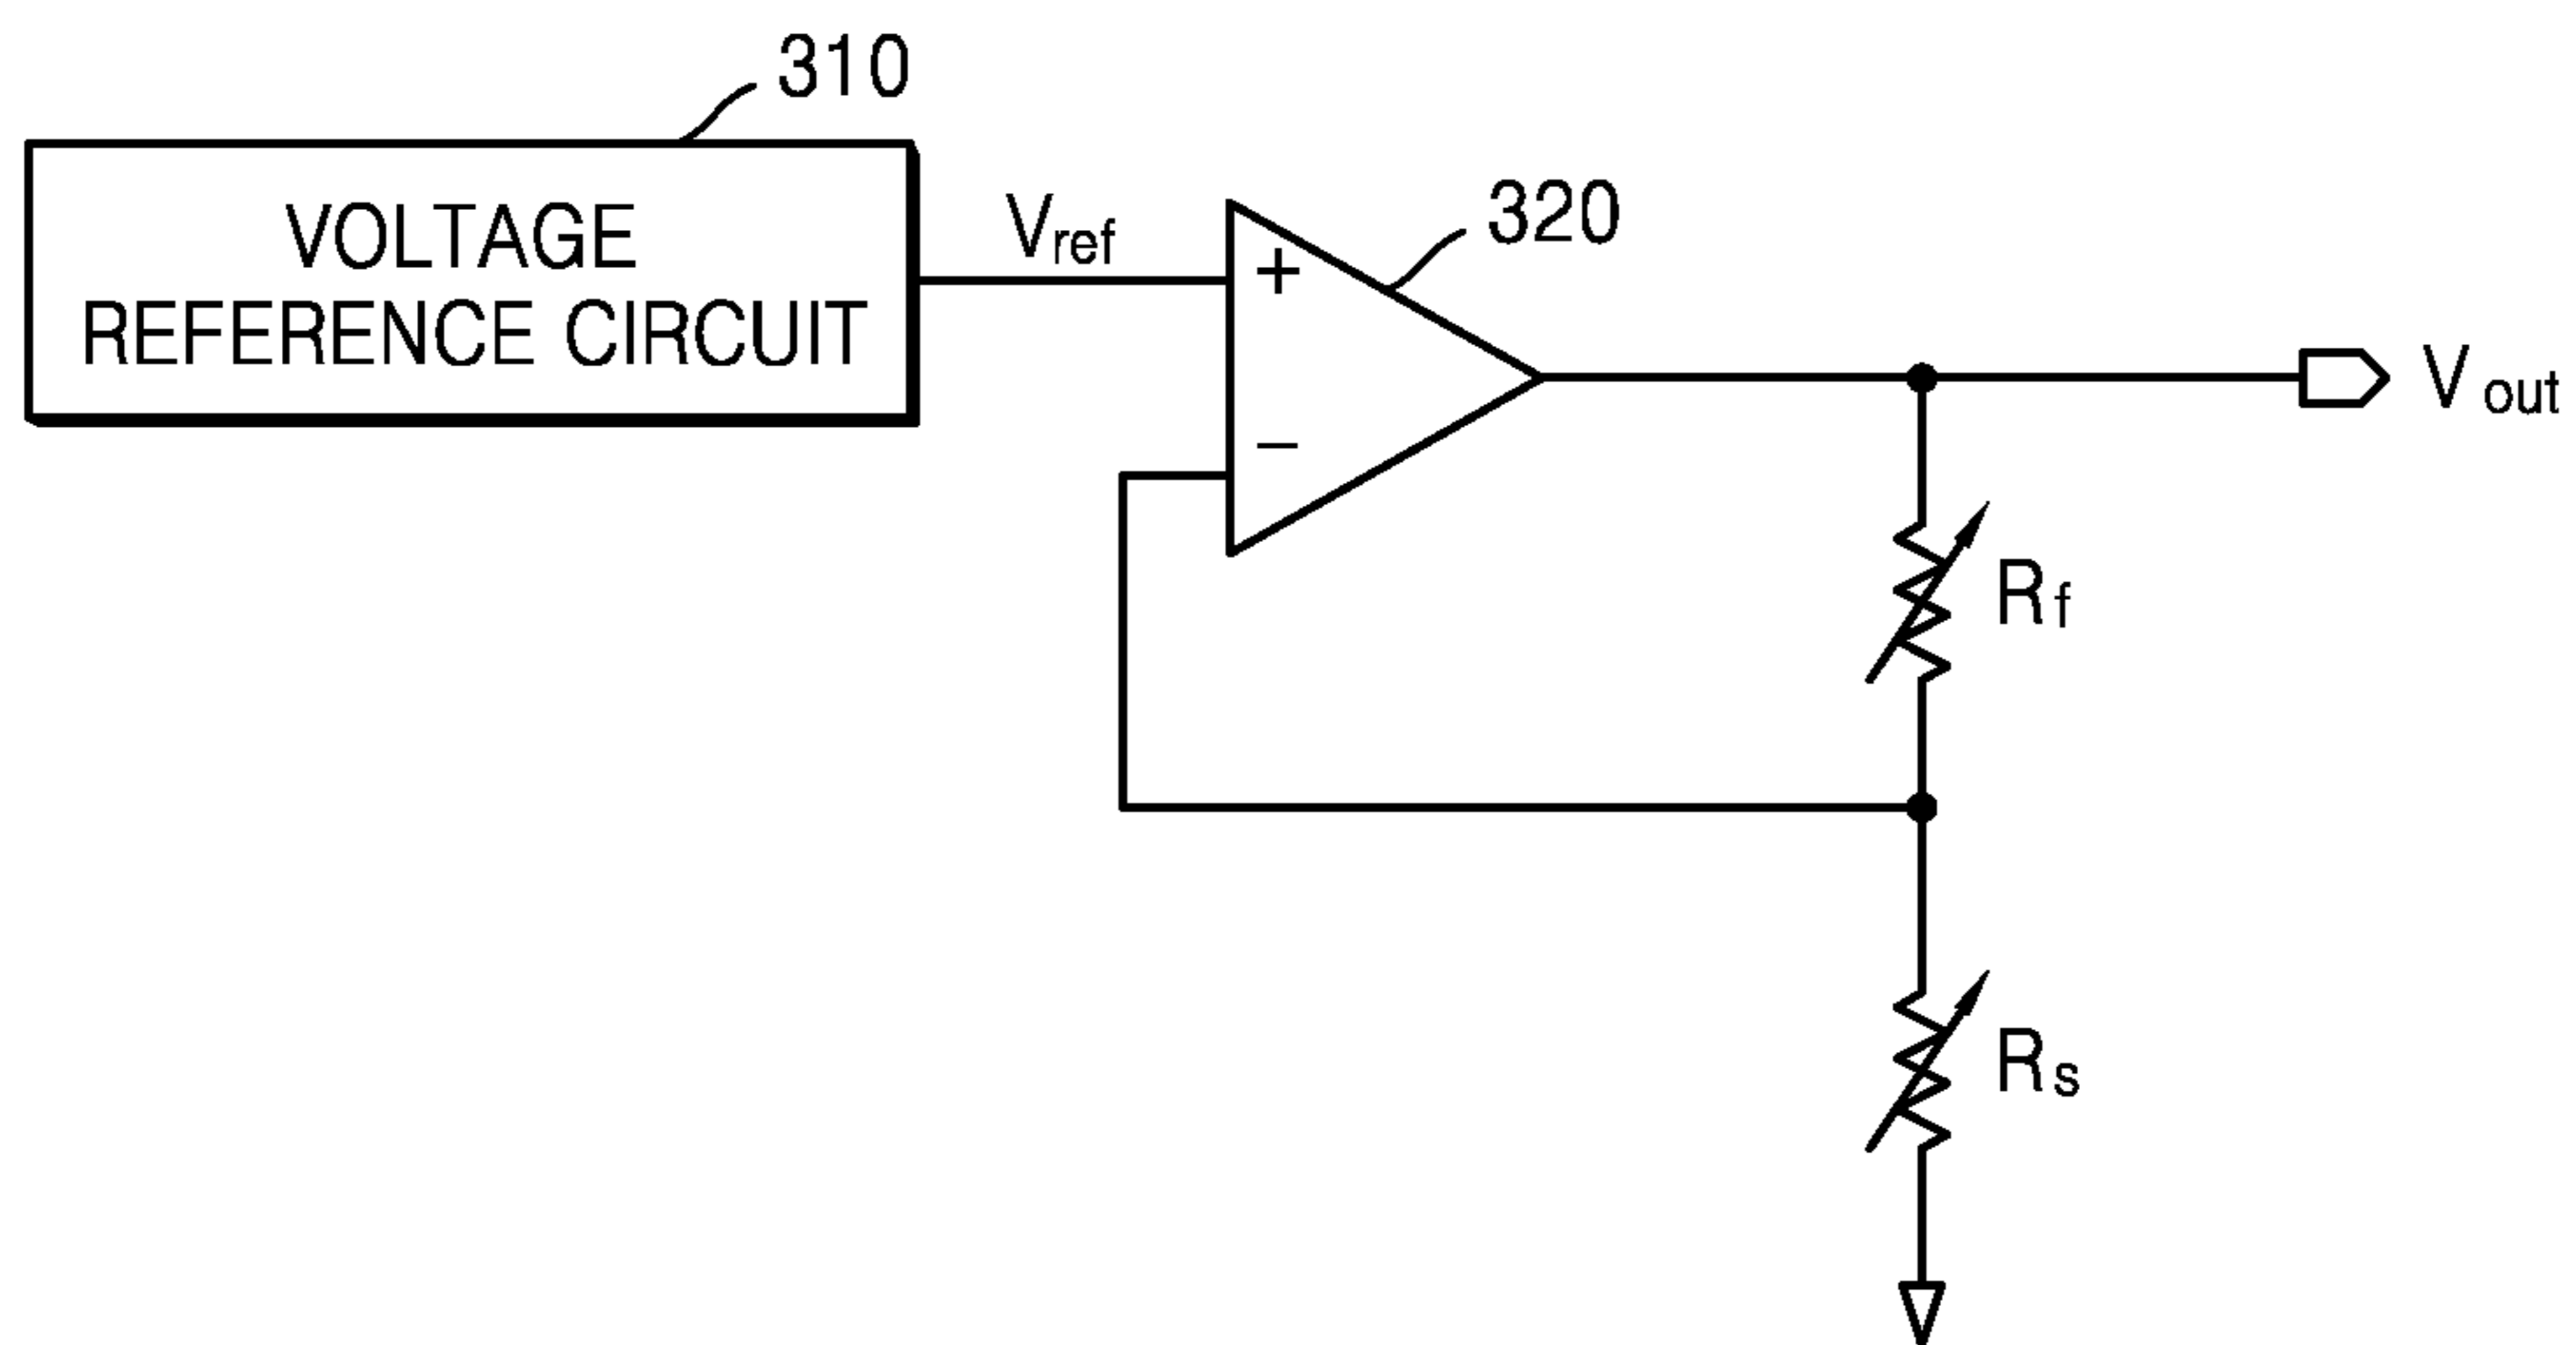 310
VOLTAGE
REFERENCE CIRCUIT
Vref
320
+
−
Vout
Rf
Rs